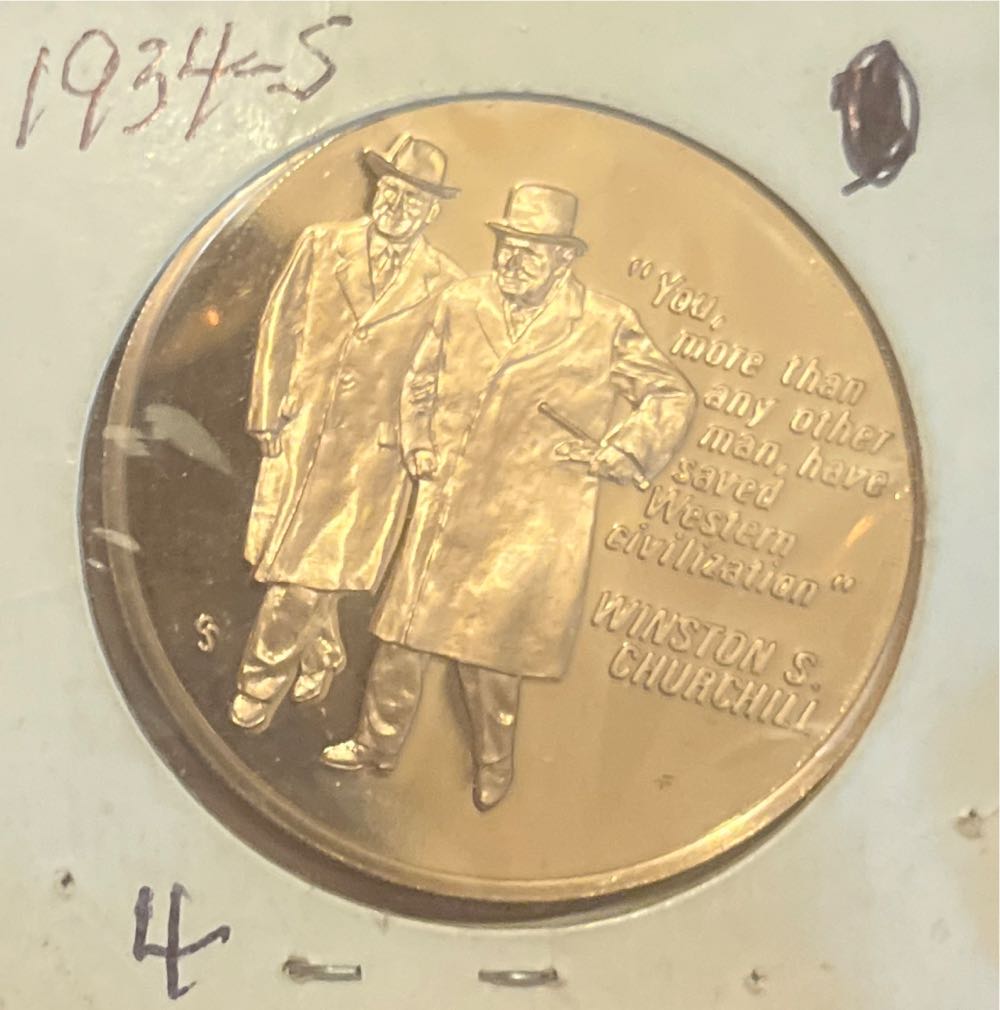 1934-S
"You,
more than
any other
man, have
saved
Western
civilization"
WINSTON S.
CHURCHILL
S
4